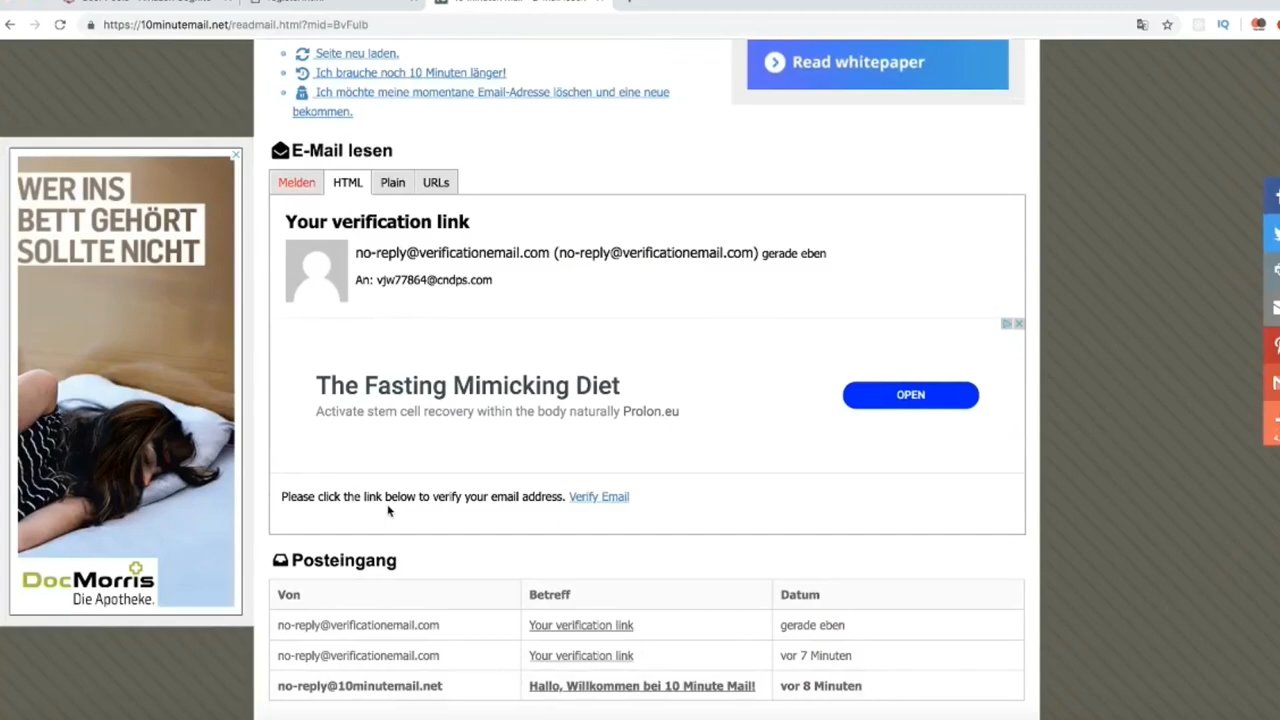 https://10minutemail.net/readmail.html?mid=BvFulb
IQ
Seite neu laden.
Ich brauche noch 10 Minuten länger!
Ich möchte meine momentane Email-Adresse löschen und eine neue
bekommen.
Read whitepaper
E-Mail lesen
Melden
HTML
Plain
URLs
WER INS
BETT GEHÖRT
SOLLTE NICHT
DocMorris
Die Apotheke.
Your verification link
no-reply@verificationemail.com (no-reply@verificationemail.com) gerade eben
An: vjw77864@cndps.com
The Fasting Mimicking Diet
Activate stem cell recovery within the body naturally Prolon.eu
OPEN
Please click the link below to verify your email address. Verify Email
Posteingang
Von Betreff Datum
no-reply@verificationemail.com Your verification link gerade eben
no-reply@verificationemail.com Your verification link vor 7 Minuten
no-reply@10minutemail.net Hallo, Willkommen bei 10 Minute Mail! vor 8 Minuten